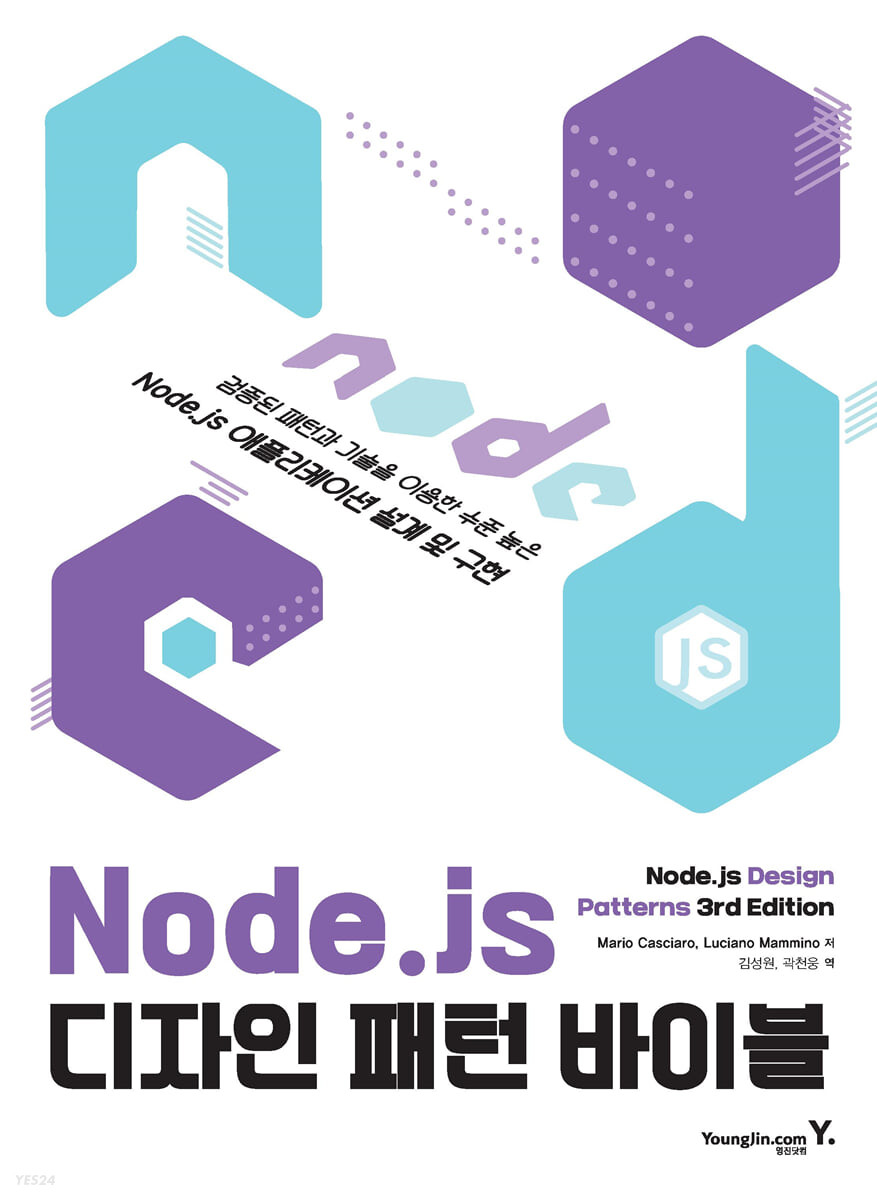 node
검증된 패턴과 기술을 이용한 수준 높은
Node.js 애플리케이션 설계 및 구현
JS
Node.js
Node.js Design
Patterns 3rd Edition
Mario Casciaro, Luciano Mammino 저
김성원, 곽천웅 역
디자인 패턴 바이블
YoungJin.com Y.
영진닷컴
YES24